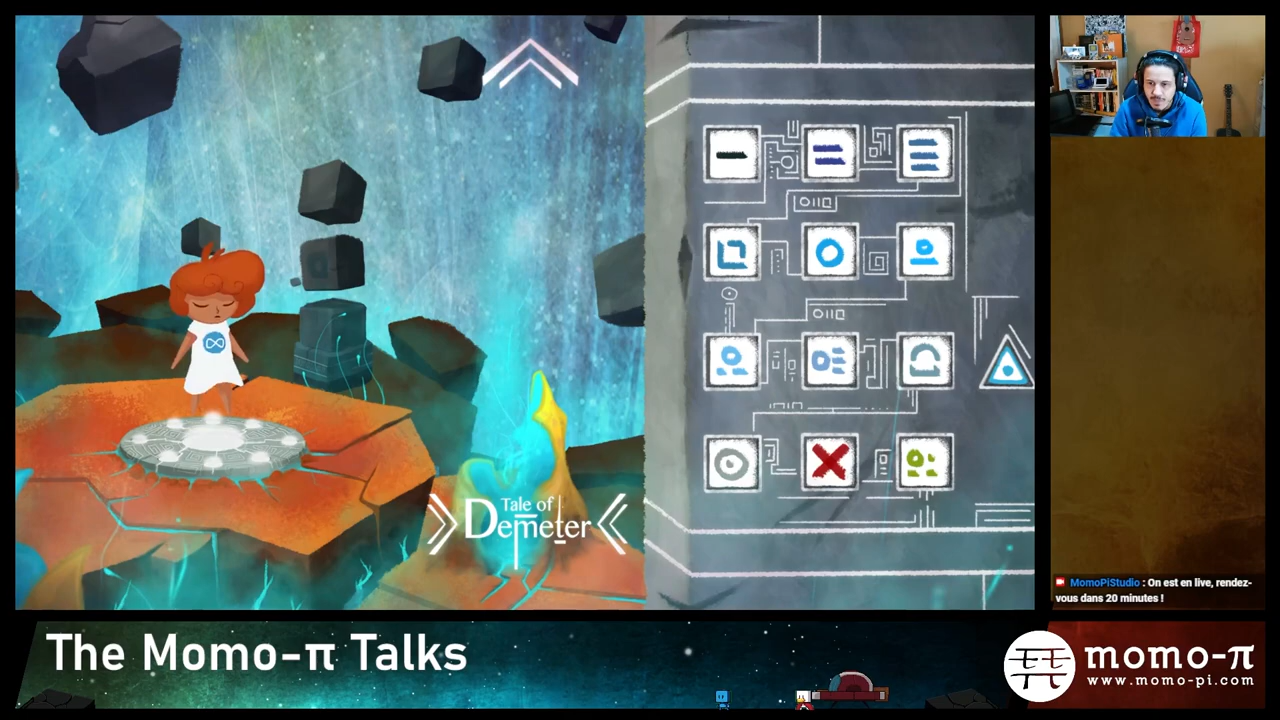 Tale of
Demeter
MomoPiStudio : On est en live, rendez-
vous dans 20 minutes !
The Momo-π Talks
momo-π
www.momo-pi.com